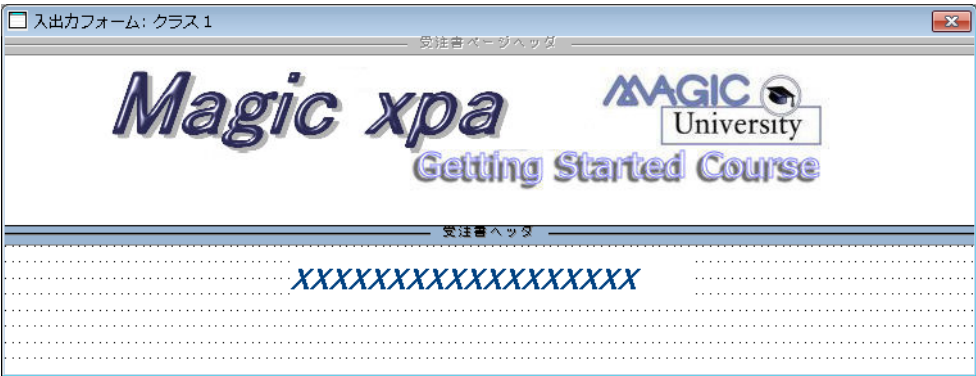 入出力フォーム: クラス 1
受注書ページヘッダ
Magic xpa
MAGIC
University
Getting Started Course
受注書ヘッダ
XXXXXXXXXXXXXXXXXXX